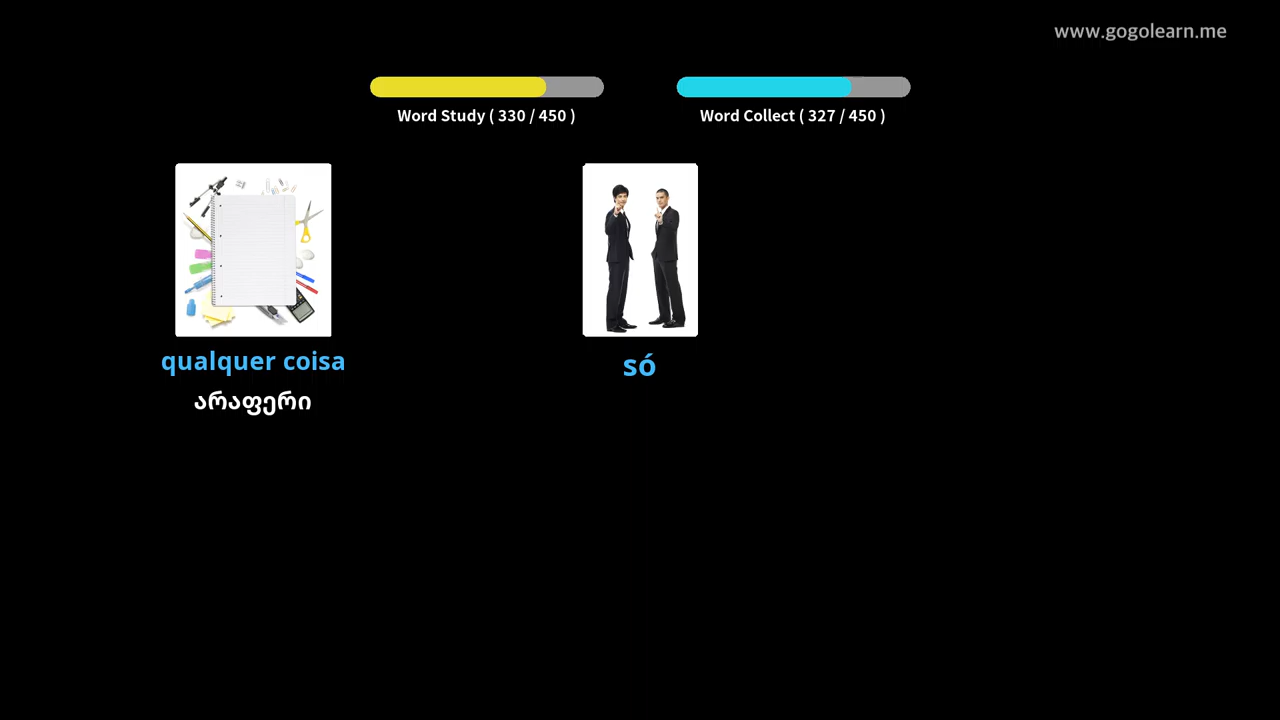 www.gogolearn.me
Word Study ( 330 / 450 )
Word Collect ( 327 / 450 )
qualquer coisa
არაფერი
só